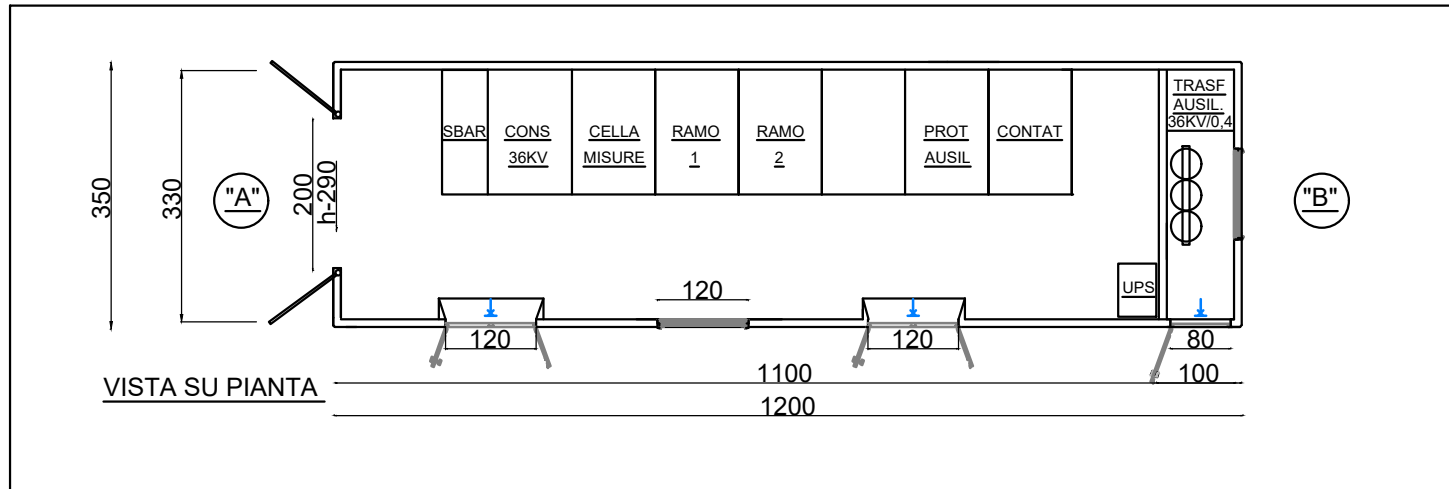 SBAR
CONS
36KV
CELLA
MISURE
RAMO
1
RAMO
2
PROT
AUSIL
CONTAT
TRASF
AUSIL.
36KV/0,4
350
330
"A"
200
h-290
"B"
UPS
120
120
120
80
VISTA SU PIANTA
1100
100
1200